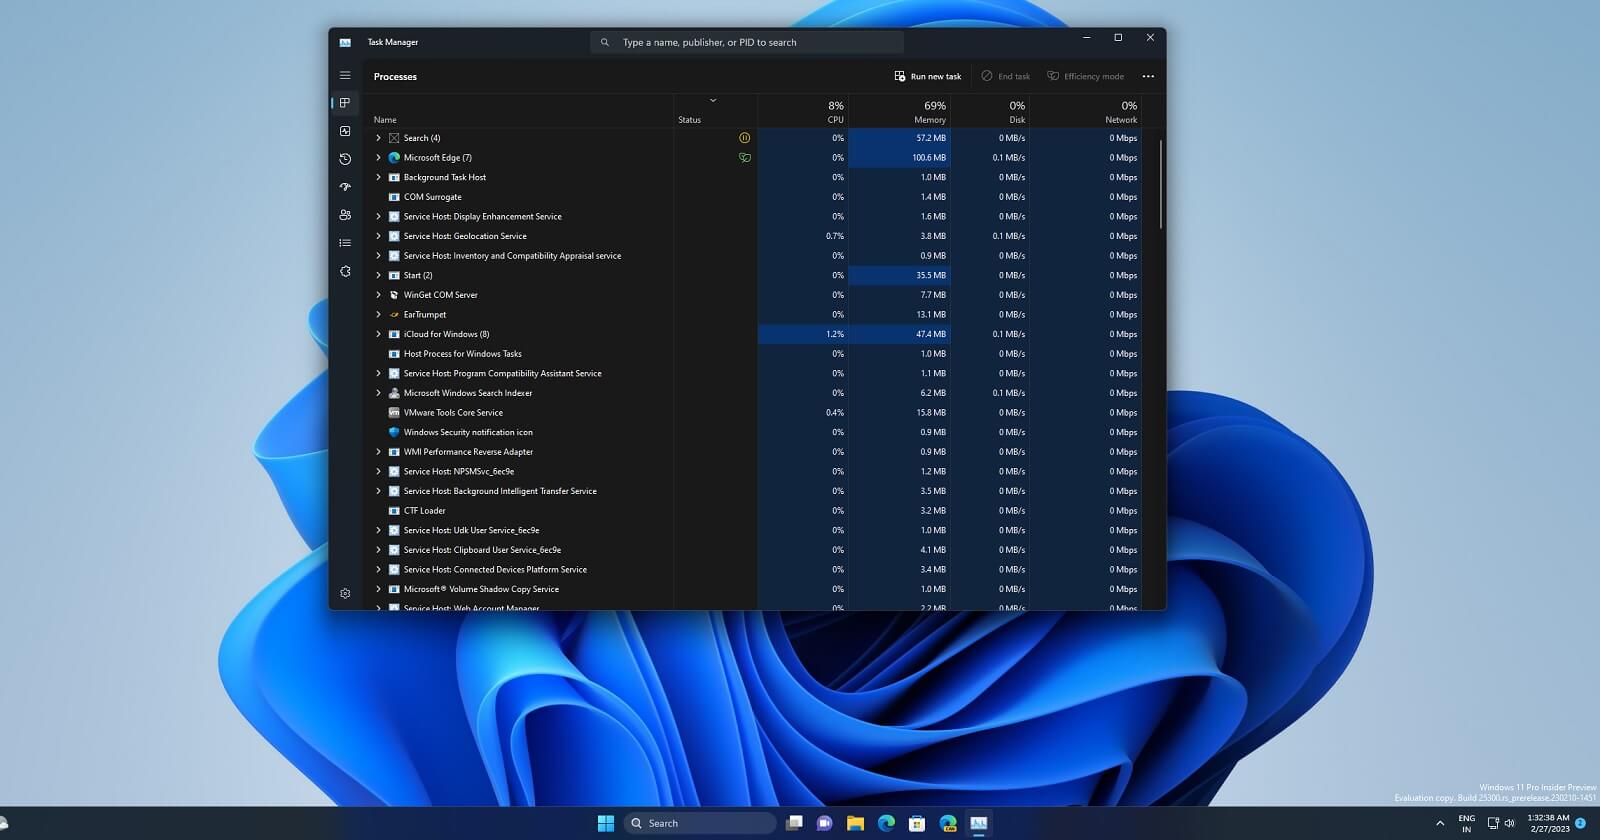 Task Manager
Type a name, publisher, or PID to search
Processes
Run new task
End task
Efficiency mode
8% 69% 0% 0%
Name Status CPU Memory Disk Network
Search (4) 0% 57.2 MB 0 MB/s 0 Mbps
Microsoft Edge (7) 0% 100.6 MB 0.1 MB/s 0 Mbps
Background Task Host 0% 1.0 MB 0 MB/s 0 Mbps
COM Surrogate 0% 1.4 MB 0 MB/s 0 Mbps
Service Host: Display Enhancement Service 0% 1.6 MB 0 MB/s 0 Mbps
Service Host: Geolocation Service 0.7% 3.8 MB 0.1 MB/s 0 Mbps
Service Host: Inventory and Compatibility Appraisal service 0% 0.9 MB 0 MB/s 0 Mbps
Start (2) 0% 35.5 MB 0 MB/s 0 Mbps
WinGet COM Server 0% 7.7 MB 0 MB/s 0 Mbps
EarTrumpet 0% 13.1 MB 0 MB/s 0 Mbps
iCloud for Windows (8) 1.2% 47.4 MB 0.1 MB/s 0 Mbps
Host Process for Windows Tasks 0% 1.0 MB 0 MB/s 0 Mbps
Service Host: Program Compatibility Assistant Service 0% 1.1 MB 0 MB/s 0 Mbps
Microsoft Windows Search Indexer 0% 6.2 MB 0.1 MB/s 0 Mbps
vm VMware Tools Core Service 0.4% 15.8 MB 0 MB/s 0 Mbps
Windows Security notification icon 0% 0.9 MB 0 MB/s 0 Mbps
WMI Performance Reverse Adapter 0% 0.9 MB 0 MB/s 0 Mbps
Service Host: NPSMSvc_6ec9e 0% 1.2 MB 0 MB/s 0 Mbps
Service Host: Background Intelligent Transfer Service 0% 3.5 MB 0 MB/s 0 Mbps
CTF Loader 0% 3.2 MB 0 MB/s 0 Mbps
Service Host: Udk User Service_6ec9e 0% 1.0 MB 0 MB/s 0 Mbps
Service Host: Clipboard User Service_6ec9e 0% 4.1 MB 0 MB/s 0 Mbps
Service Host: Connected Devices Platform Service 0% 3.4 MB 0 MB/s 0 Mbps
Microsoft® Volume Shadow Copy Service 0% 1.0 MB 0 MB/s 0 Mbps
Service Host: Web Account Manager 0% 2.2 MB 0 MB/s 0 Mbps
Windows 11 Pro Insider Preview
Evaluation copy. Build 25300.rs_prerelease.230210-1451
Search
CAN
ENG
IN
1:32:38 AM
2/27/2023
2